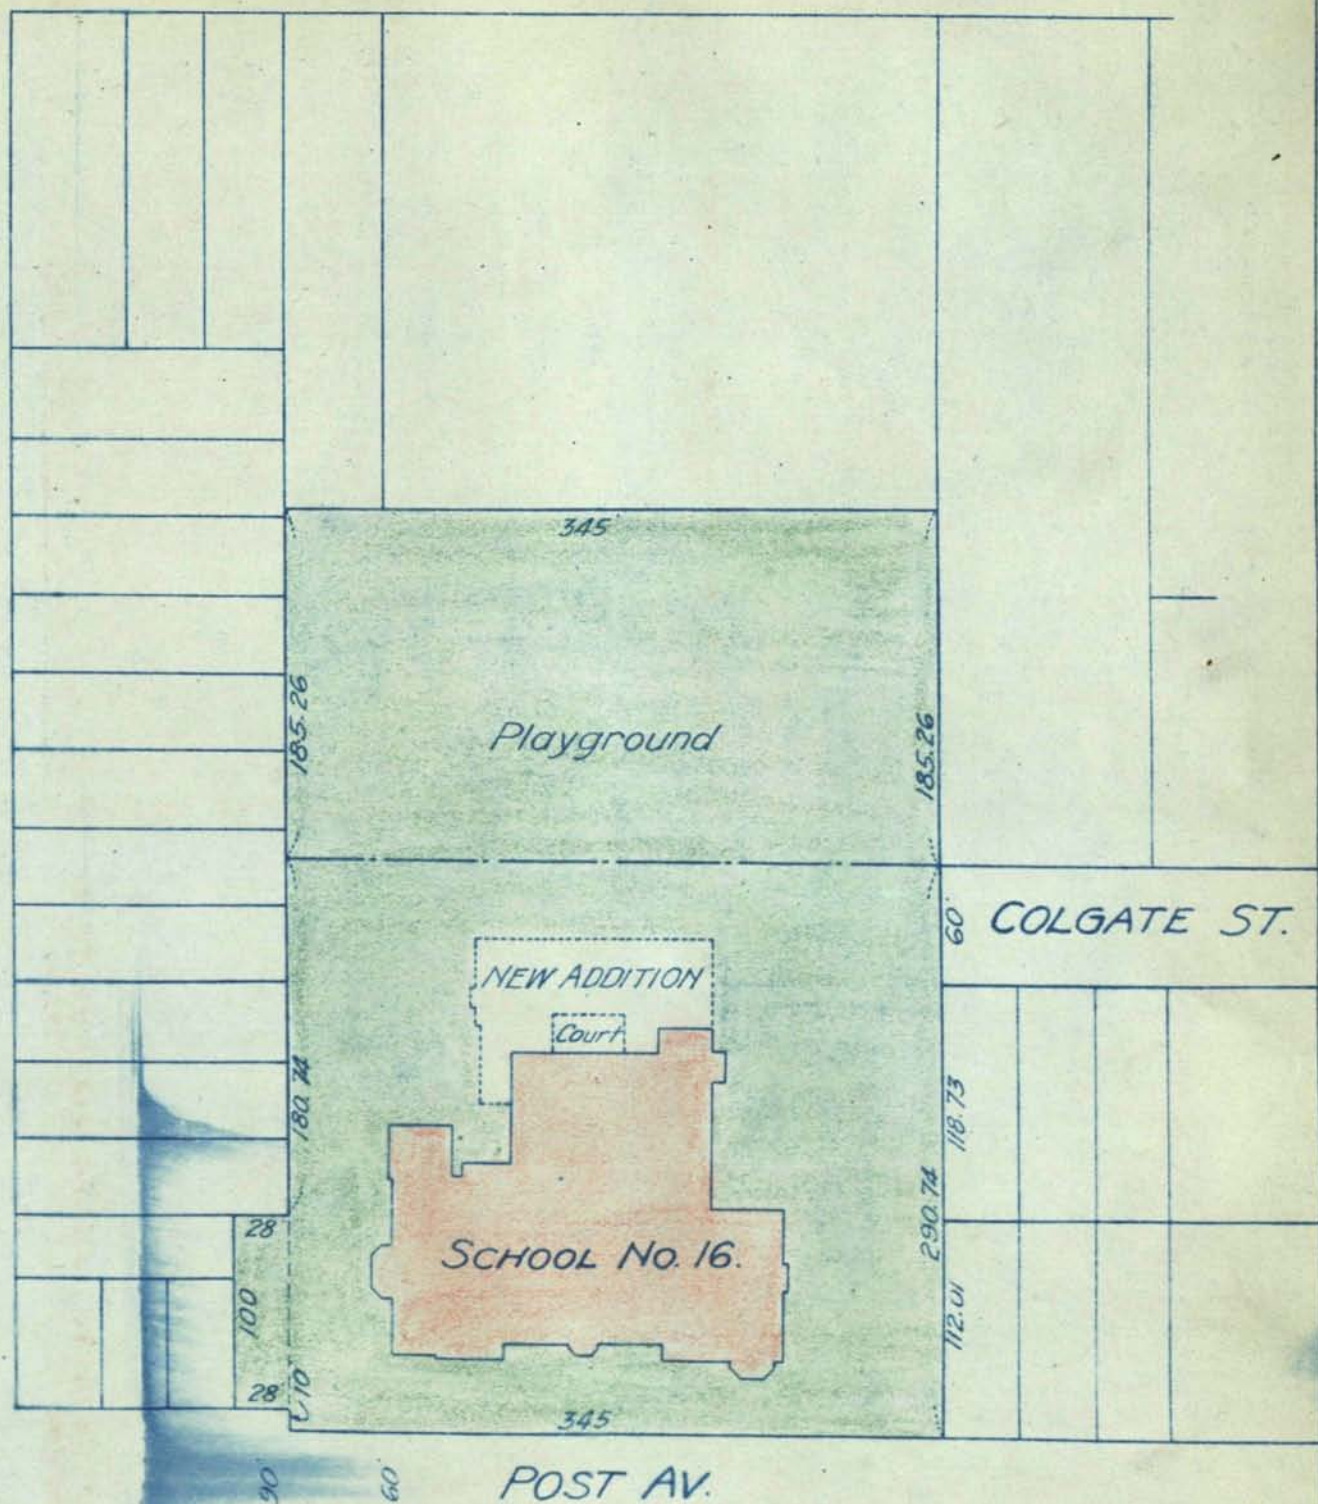 345'
185.26
Playground
185.26
60'
COLGATE ST.
NEW ADDITION
Court
180.74
118.73
290.74
28'
SCHOOL NO. 16.
100
112.01
28'
10'
345'
90'
60'
POST AV.